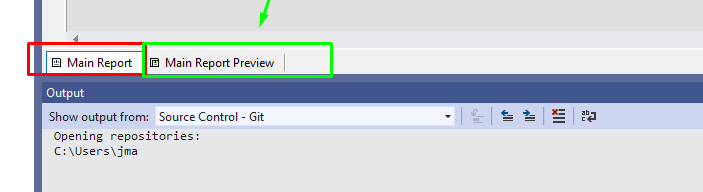 Main Report
Main Report Preview
Output
Show output from: Source Control - Git
Opening repositories:
C:\Users\jma